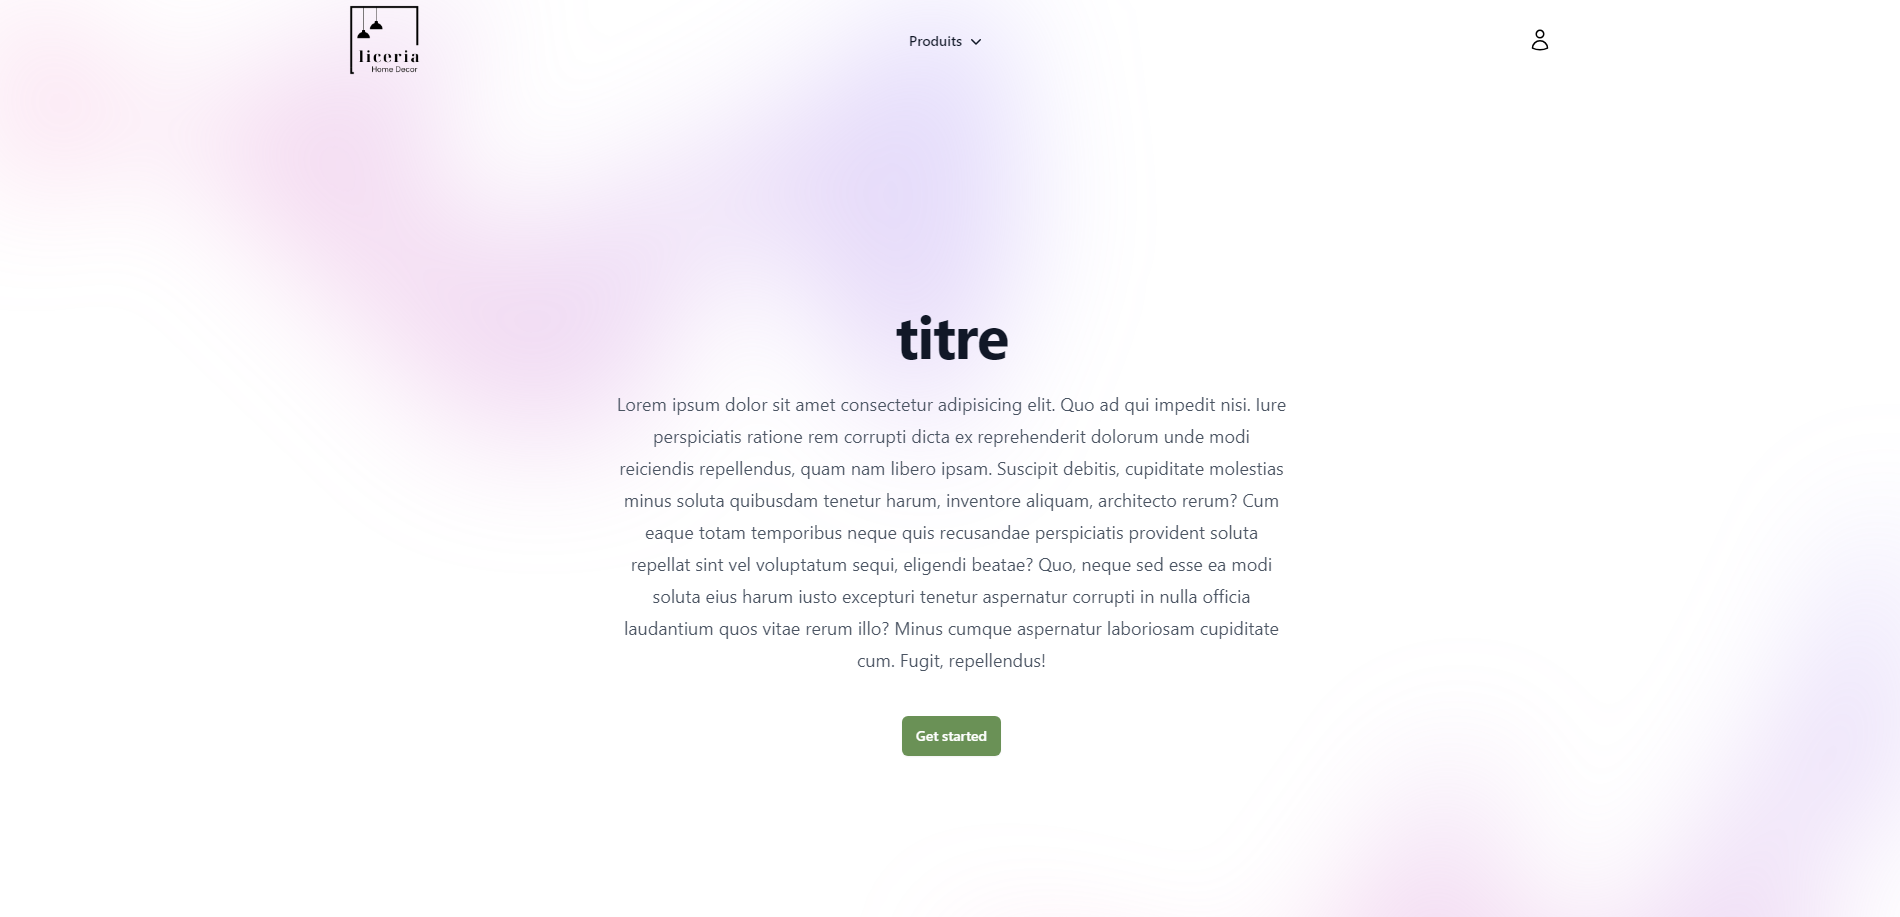 liceria
Home Decor
Produits
titre
Lorem ipsum dolor sit amet consectetur adipisicing elit. Quo ad qui impedit nisi. Iure
perspiciatis ratione rem corrupti dicta ex reprehenderit dolorum unde modi
reiciendis repellendus, quam nam libero ipsam. Suscipit debitis, cupiditate molestias
minus soluta quibusdam tenetur harum, inventore aliquam, architecto rerum? Cum
eaque totam temporibus neque quis recusandae perspiciatis provident soluta
repellat sint vel voluptatum sequi, eligendi beatae? Quo, neque sed esse ea modi
soluta eius harum iusto excepturi tenetur aspernatur corrupti in nulla officia
laudantium quos vitae rerum illo? Minus cumque aspernatur laboriosam cupiditate
cum. Fugit, repellendus!
Get started